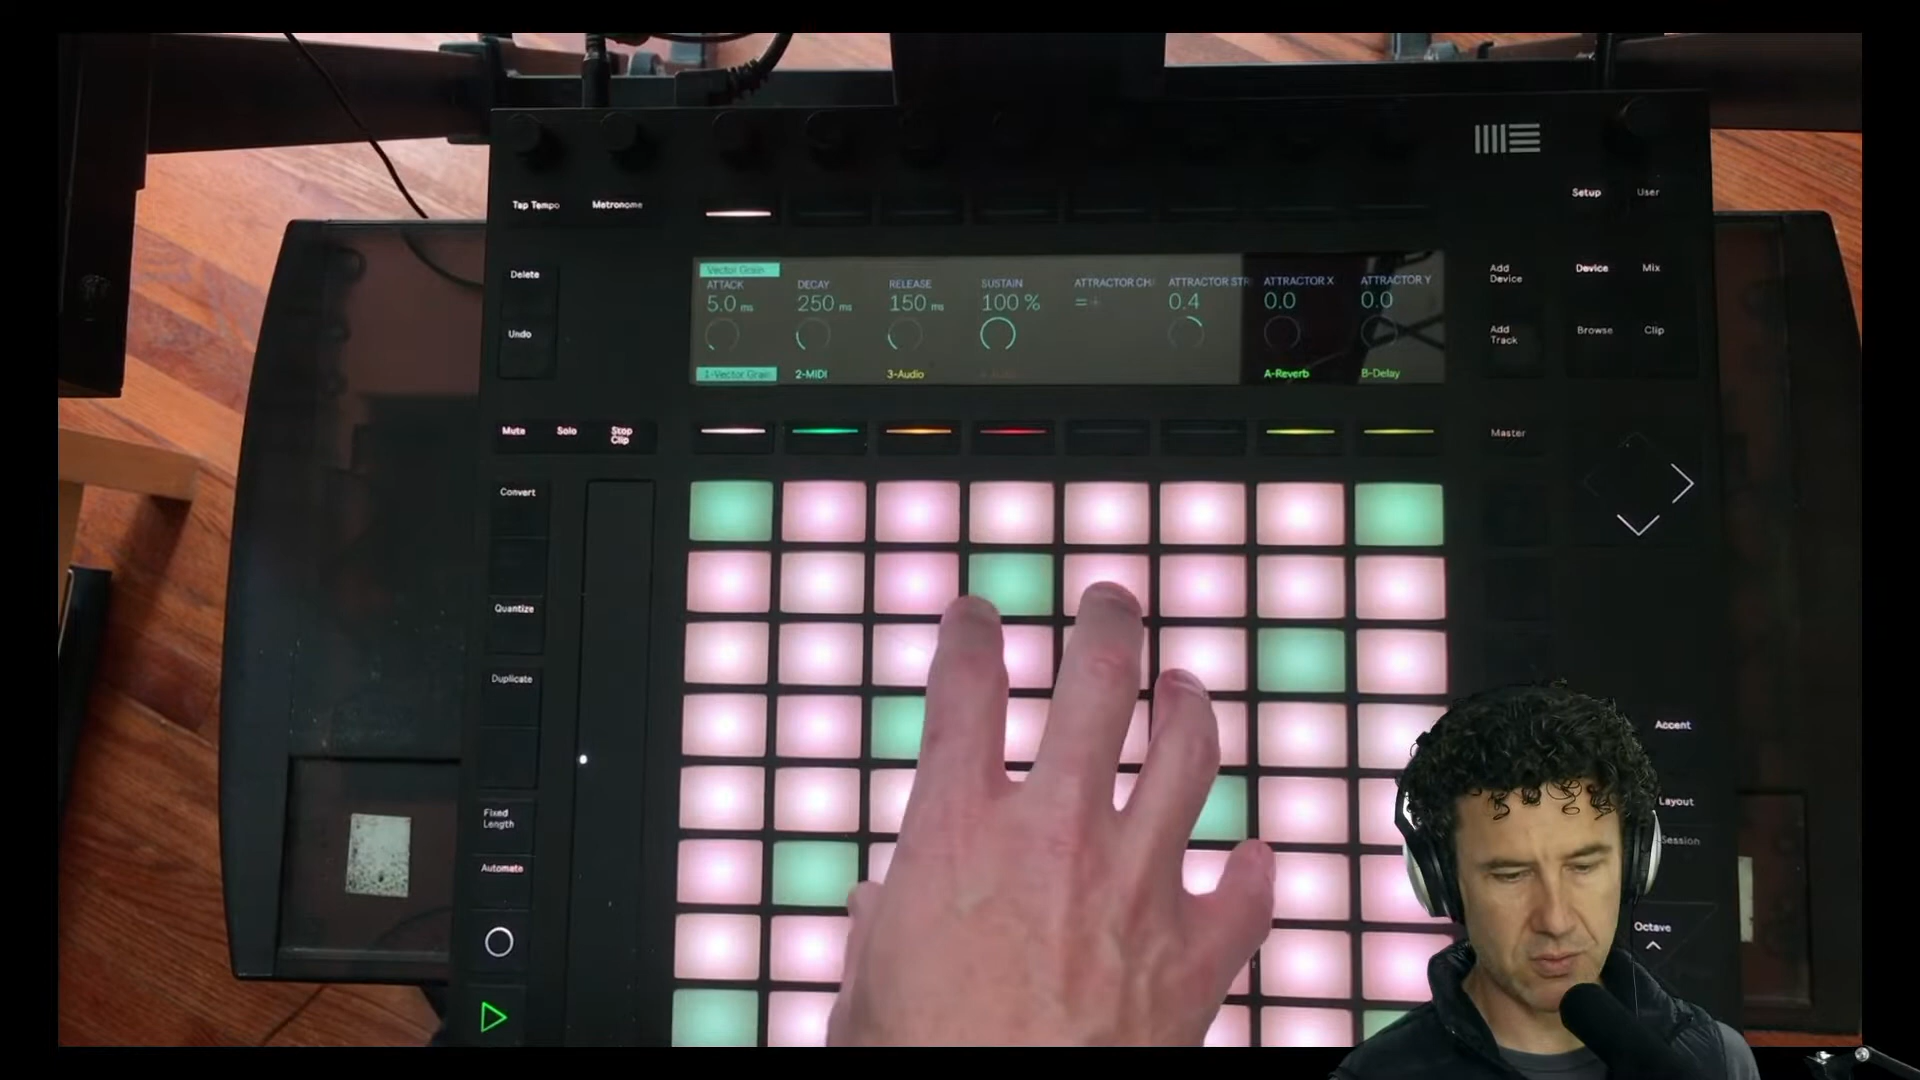 Setup User
Tap Tempo Metronome
Vector Grain
Delete
Add
Device
Device Mix
ATTACK DECAY RELEASE SUSTAIN ATTRACTOR CH ATTRACTOR STR ATTRACTOR X ATTRACTOR Y
5.0 ms 250 ms 150 ms 100 % =+ 0.4 0.0 0.0
Undo
Add
Track
Browse Clip
1-Vector Grain 2-MIDI 3-Audio A-Reverb B-Delay
Mute Solo Stop
Clip
Master
Convert
Quantize
Duplicate
Accent
Layout
Fixed
Length
Session
Automate
Octave